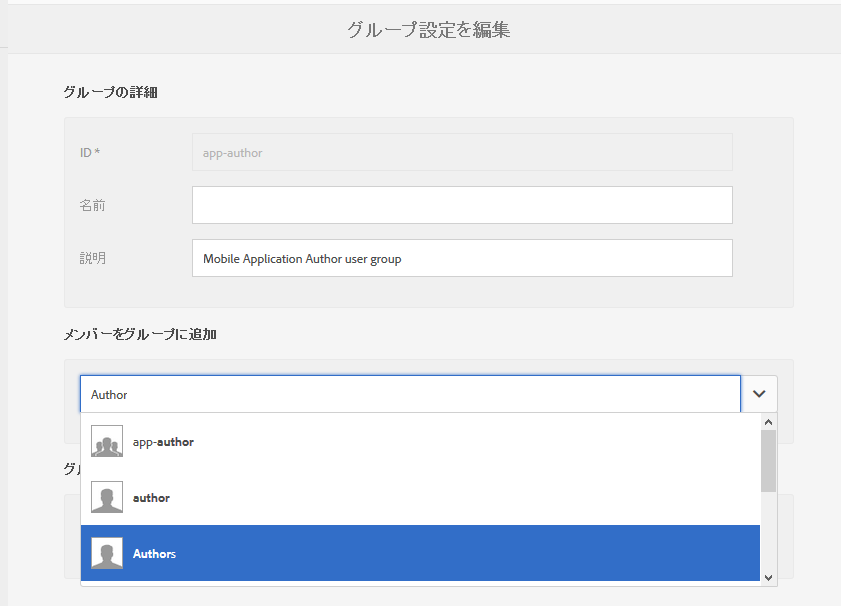 グループ設定を編集
グループの詳細
ID *
app-author
名前
説明
Mobile Application Author user group
メンバーをグループに追加
Author
app-author
author
Authors